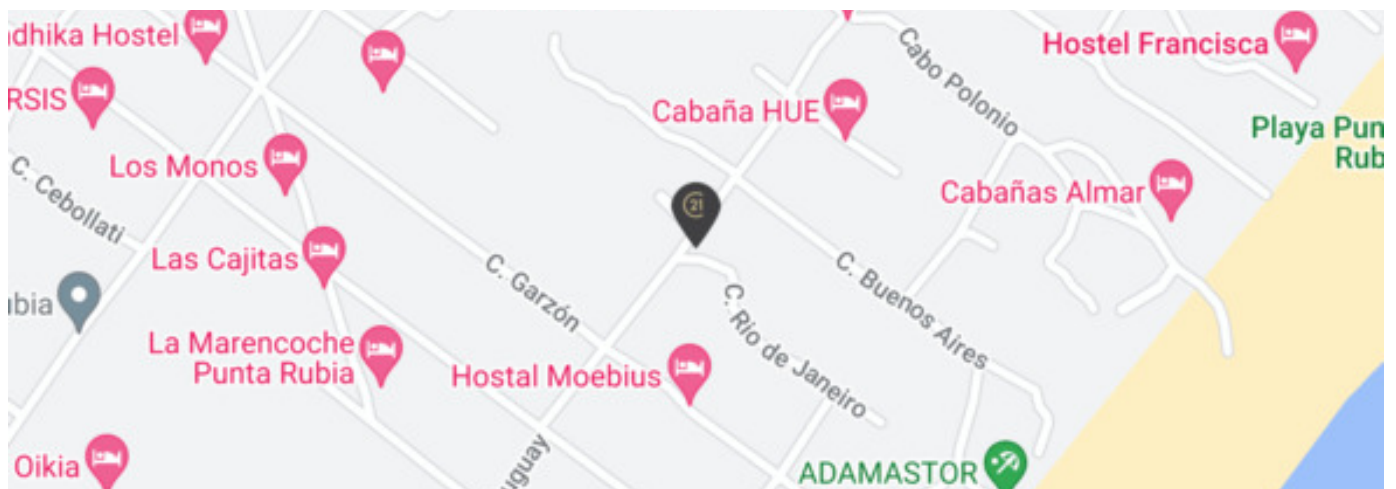 dhika Hostel
Hostel Francisca
Cabo Polonio
RSIS
Cabaña HUE
Playa Pun
Rub
Los Monos
C. Cebollati
Cabañas Almar
21
Las Cajitas
C. Garzón
C. Buenos Aires
C. Río de Janeiro
ubia
La Marencoche
Punta Rubia
Hostal Moebius
uguay
Oikia
ADAMASTOR